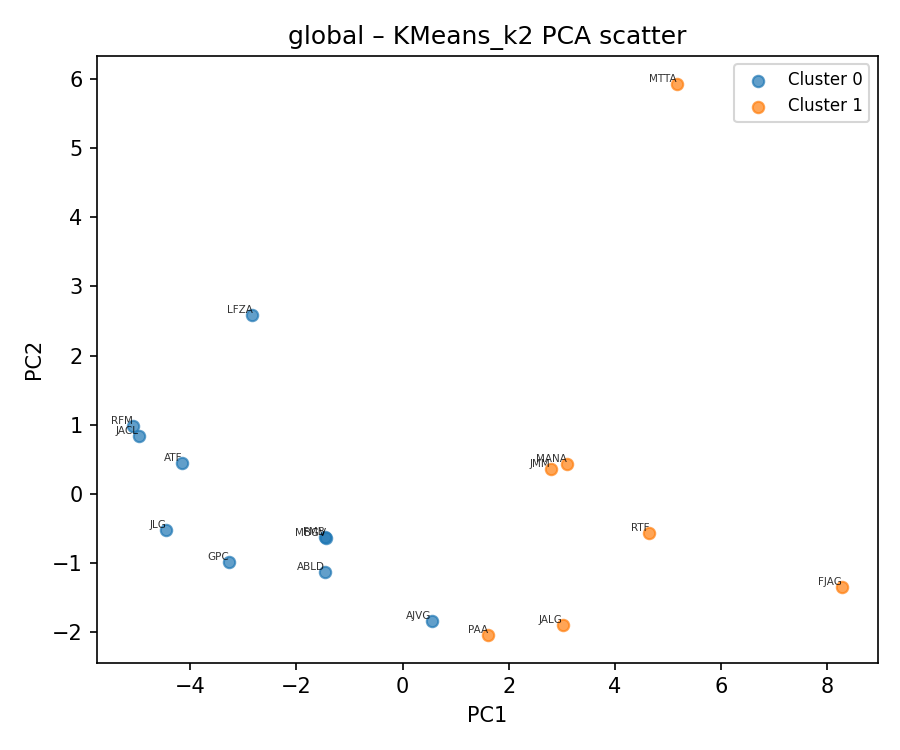 global – KMeans_k2 PCA scatter
Cluster 0
Cluster 1
MTTA
LFZA
RFM
JACL
ATF
MANA
JMM
JLG
RTF
GPC
ABLD
FJAG
AJVG
PAA
JALG
6
5
4
3
2
1
0
−1
−2
PC2
−4
−2
0
2
4
6
8
PC1